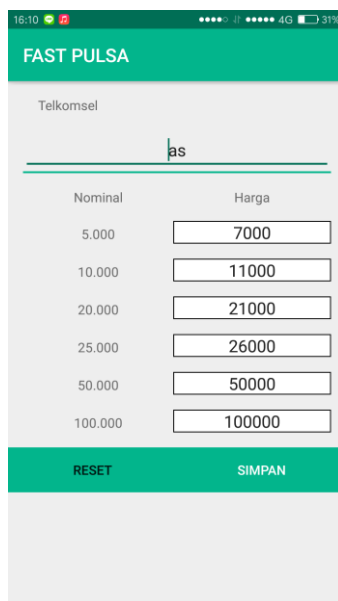 16:10 4G 31%
FAST PULSA
Telkomsel
as
Nominal Harga
5.000 7000
10.000 11000
20.000 21000
25.000 26000
50.000 50000
100.000 100000
RESET SIMPAN